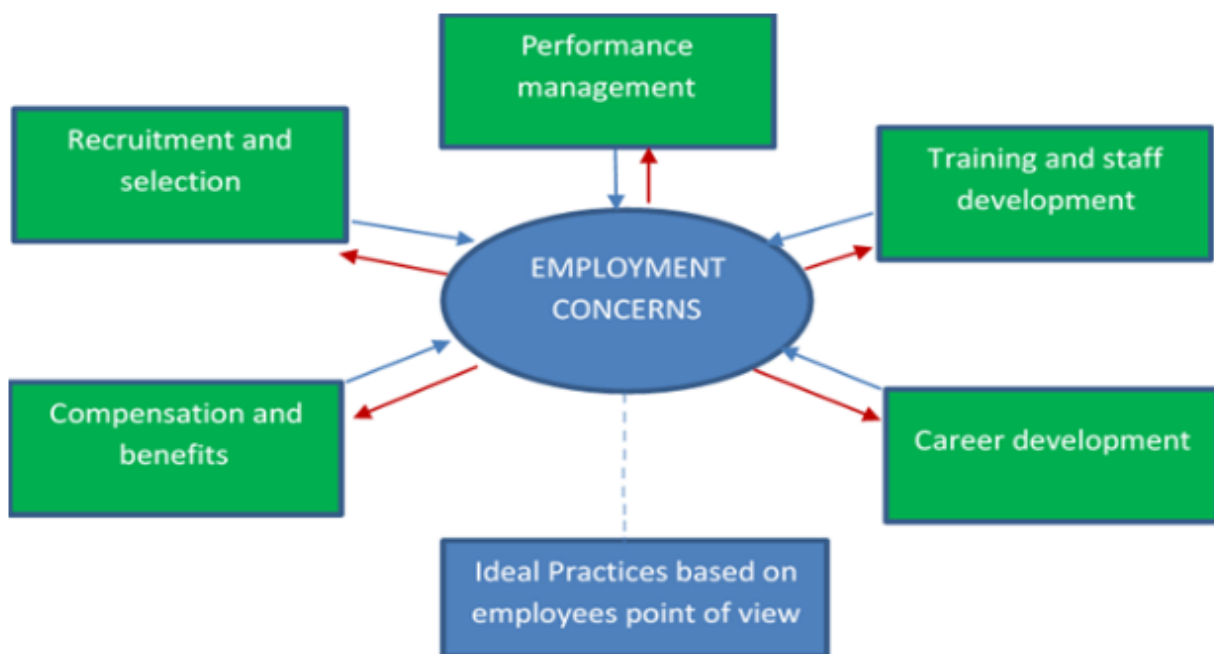 Performance
management
Recruitment and
selection
Training and staff
development
EMPLOYMENT
CONCERNS
Compensation and
benefits
Career development
Ideal Practices based on
employees point of view